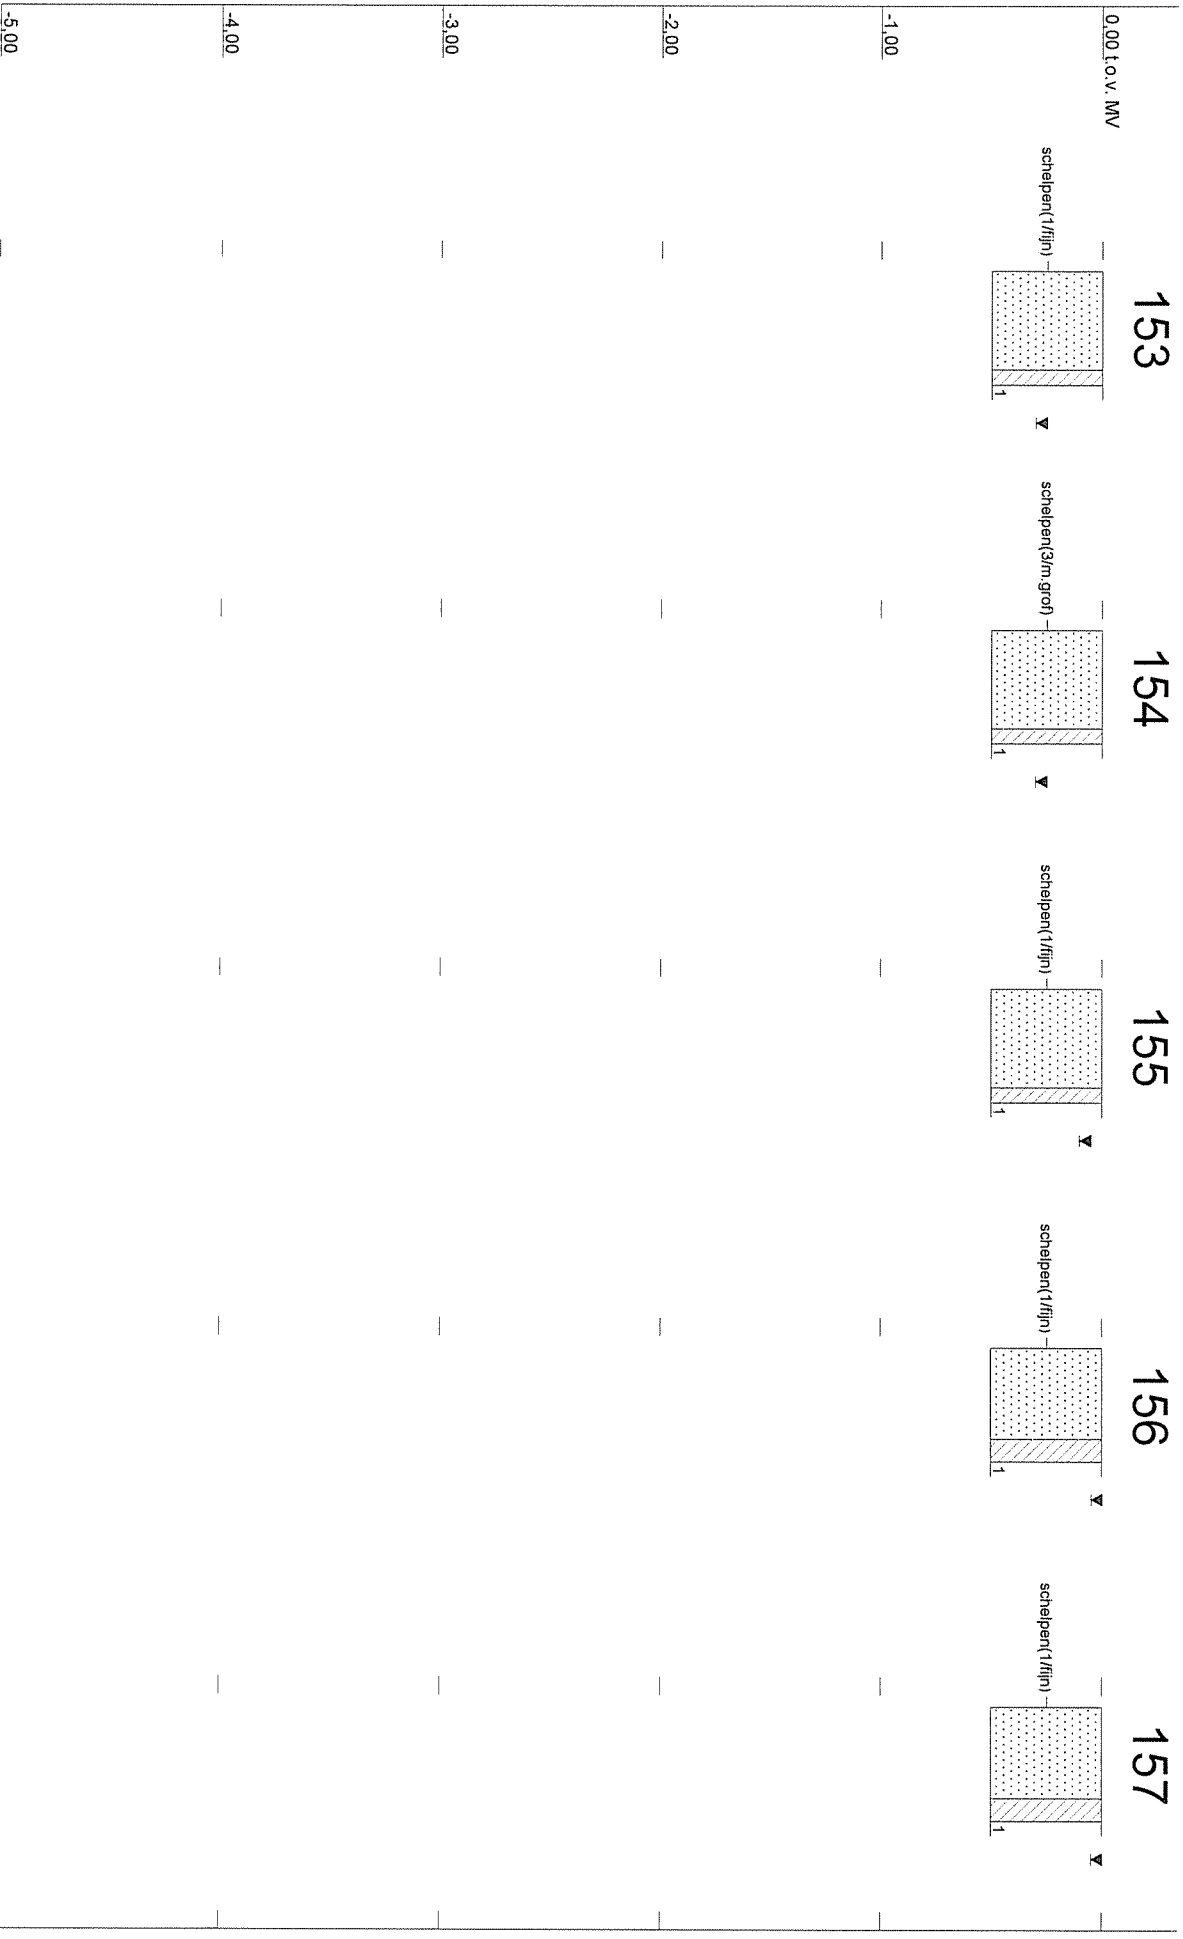 153
154
155
156
157
0,00 t.o.v. MV
-1,00
-2,00
-3,00
-4,00
-5,00
schelpen(1/fijn)
1
schelpen(3/m.grof)
1
schelpen(1/fijn)
1
schelpen(1/fijn)
1
schelpen(1/fijn)
1